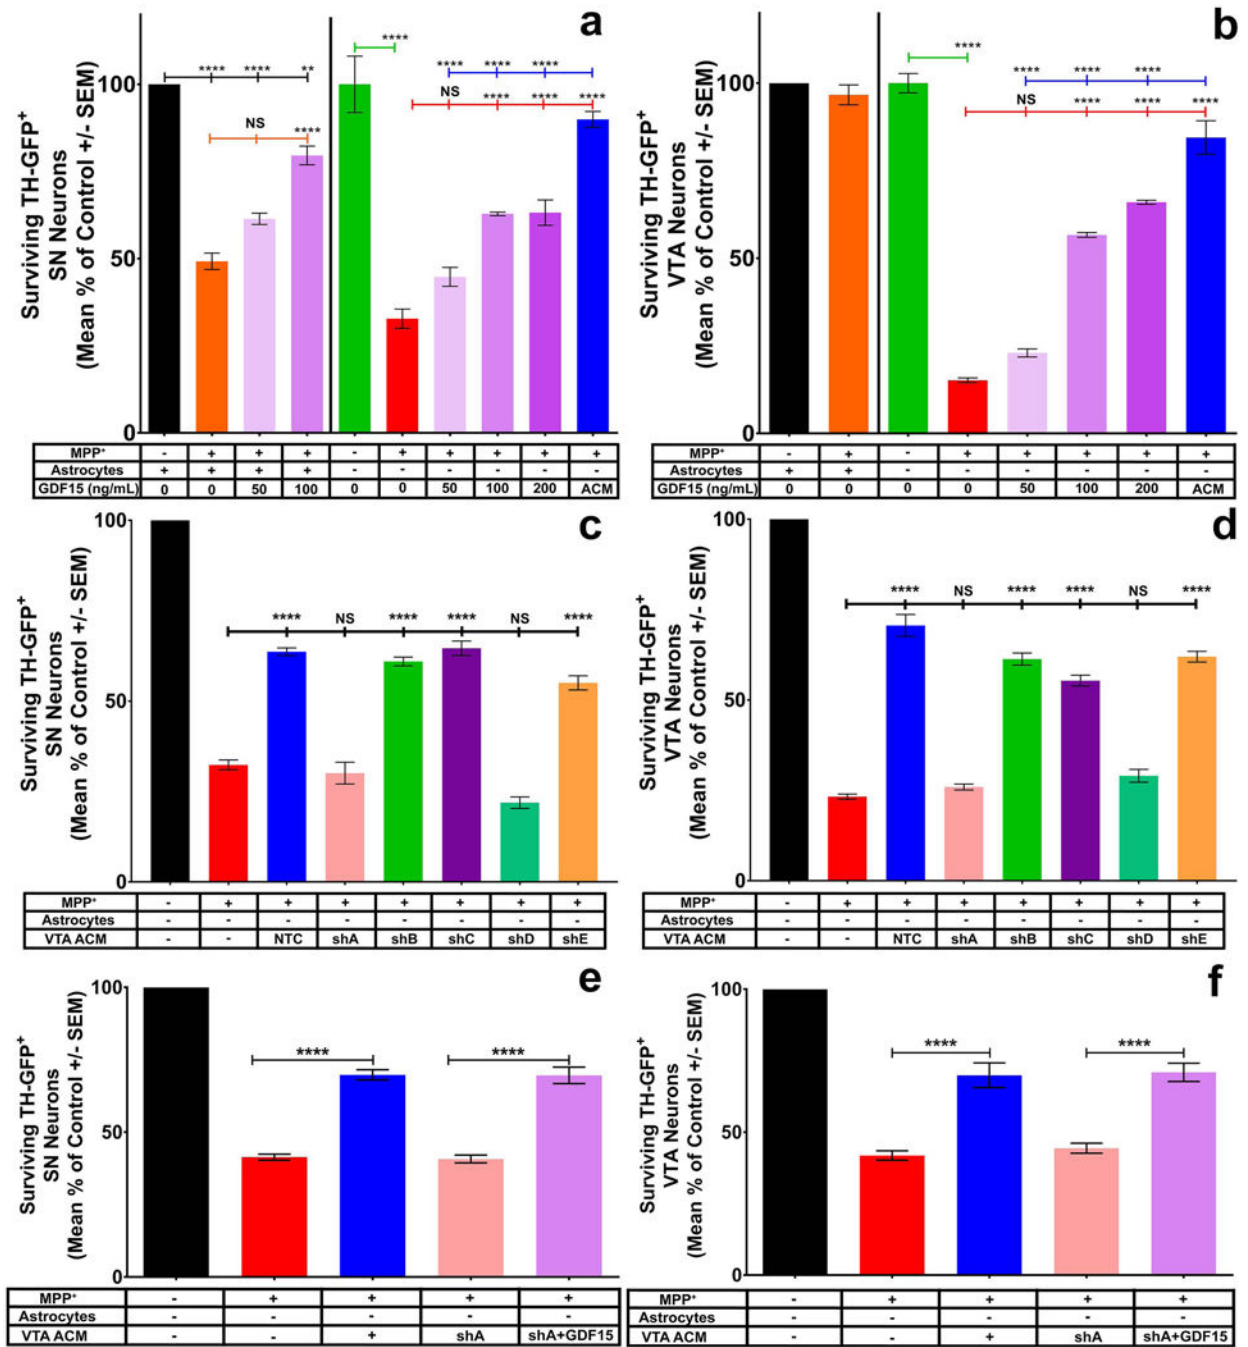 a
Surviving TH-GFP+
SN Neurons
(Mean % of Control +/- SEM)
100
50
0
**** **** **
NS ****
****
**** **** ****
NS **** **** ****
MPP+ - + + + - + + + + +
Astrocytes + + + + - - - - - -
GDF15 (ng/mL) 0 0 50 100 0 0 50 100 200 ACM
b
Surviving TH-GFP+
VTA Neurons
(Mean % of Control +/- SEM)
100
50
0
****
**** **** ****
NS **** **** ****
MPP+ - + - + + + + +
Astrocytes + + - - - - - -
GDF15 (ng/mL) 0 0 0 0 50 100 200 ACM
c
Surviving TH-GFP+
SN Neurons
(Mean % of Control +/- SEM)
100
50
0
**** NS **** **** NS ****
MPP+ - + + + + + + +
Astrocytes - - - - - - - -
VTA ACM - - NTC shA shB shC shD shE
d
Surviving TH-GFP+
VTA Neurons
(Mean % of Control +/- SEM)
100
50
0
**** NS **** **** NS ****
MPP+ - + + + + + + +
Astrocytes - - - - - - - -
VTA ACM - - NTC shA shB shC shD shE
e
Surviving TH-GFP+
SN Neurons
(Mean % of Control +/- SEM)
100
50
0
**** ****
MPP+ - + + + +
Astrocytes - - - - -
VTA ACM - - + shA shA+GDF15
f
Surviving TH-GFP+
VTA Neurons
(Mean % of Control +/- SEM)
100
50
0
**** ****
MPP+ - + + + +
Astrocytes - - - - -
VTA ACM - - + shA shA+GDF15